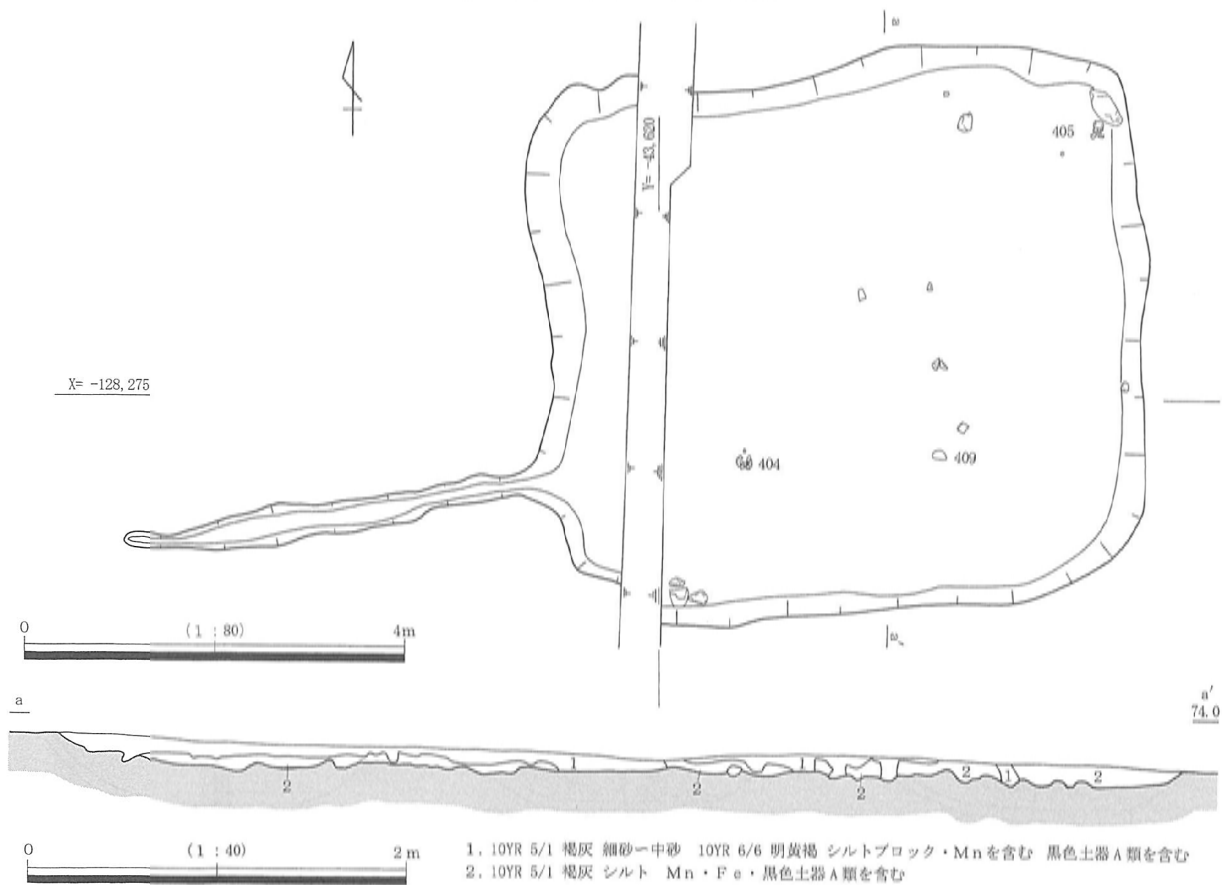 a
Y= -43,620
405
X= -128,275
404
409
a'
0 (1：80) 4m
a
a'
74.0
1 1 2 1 2
2 2 2
0 (1：40) 2m
1. 10YR 5/1 褐灰 細砂〜中砂 10YR 6/6 明黄褐 シルトブロック・Mnを含む 黒色土器A類を含む
2. 10YR 5/1 褐灰 シルト Mn・Fe・黒色土器A類を含む